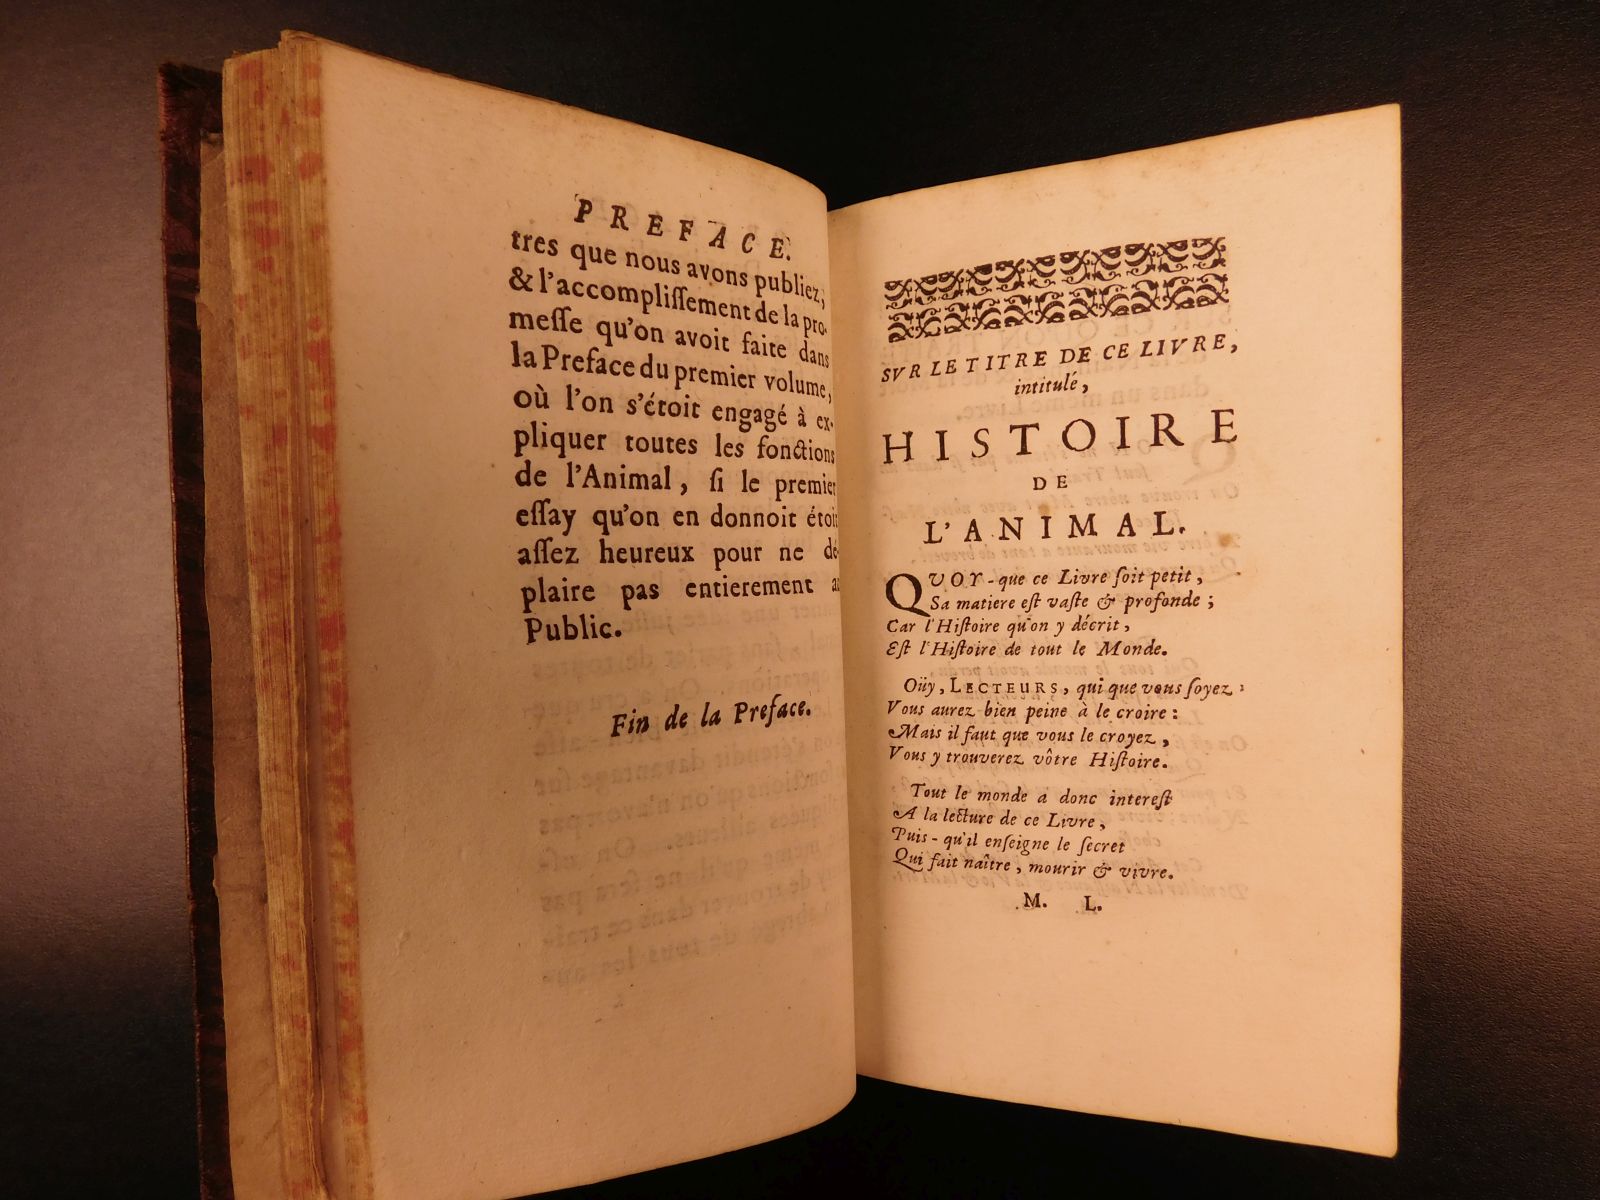 PREFACE.
tres que nous avons publiez,
& l'accompliſſement de la pro-
meſſe qu'on avoit faite dans
la Preface du premier volume,
où l'on s'étoit engagé à ex-
pliquer toutes les fonctions
de l'Animal, ſi le premier
eſſay qu'on en donnoit étoit
aſſez heureux pour ne dé-
plaire pas entierement au
Public.
Fin de la Preface.
SVR LE TITRE DE CE LIVRE,
intitulé,
HISTOIRE
DE
L'ANIMAL.
QVOY-que ce Livre ſoit petit,
Sa matiere eſt vaſte & profonde;
Car l'Hiſtoire qu'on y décrit,
Eſt l'Hiſtoire de tout le Monde.
Oüy, LECTEURS, qui que vous ſoyez:
Vous aurez bien peine à le croire:
Mais il faut que vous le croyez,
Vous y trouverez vôtre Hiſtoire.
Tout le monde a donc intereſt
A la lecture de ce Livre,
Puis-qu'il enſeigne le ſecret
Qui fait naître, mourir & vivre.
M. L.